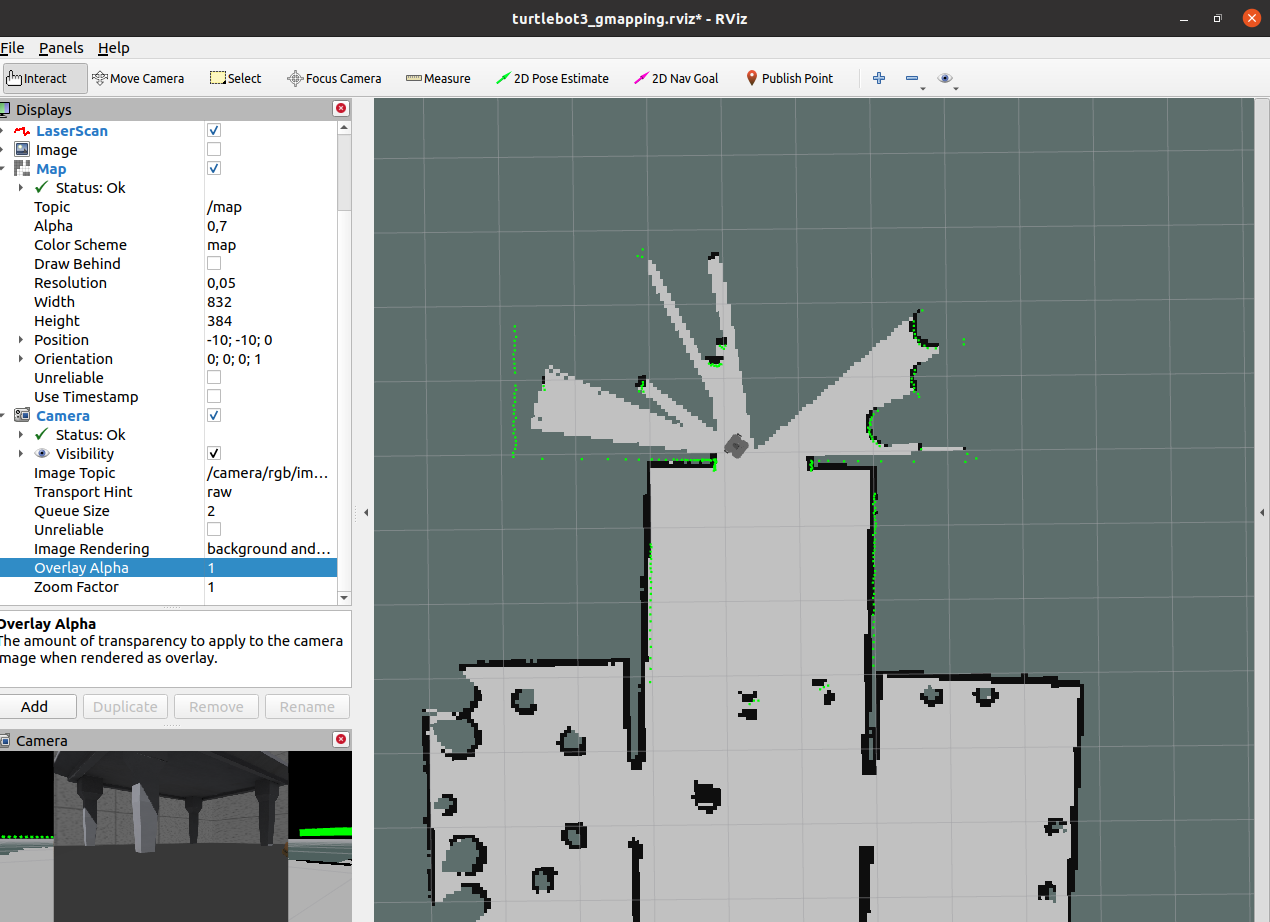 turtlebot3_gmapping.rviz* - RViz
File Panels Help
Interact Move Camera Select Focus Camera Measure 2D Pose Estimate 2D Nav Goal Publish Point
Displays
LaserScan
Image
Map
Status: Ok
Topic /map
Alpha 0,7
Color Scheme map
Draw Behind
Resolution 0,05
Width 832
Height 384
Position -10; -10; 0
Orientation 0; 0; 0; 1
Unreliable
Use Timestamp
Camera
Status: Ok
Visibility
Image Topic /camera/rgb/im...
Transport Hint raw
Queue Size 2
Unreliable
Image Rendering background and...
Overlay Alpha 1
Zoom Factor 1
Overlay Alpha
The amount of transparency to apply to the camera
image when rendered as overlay.
Add Duplicate Remove Rename
Camera